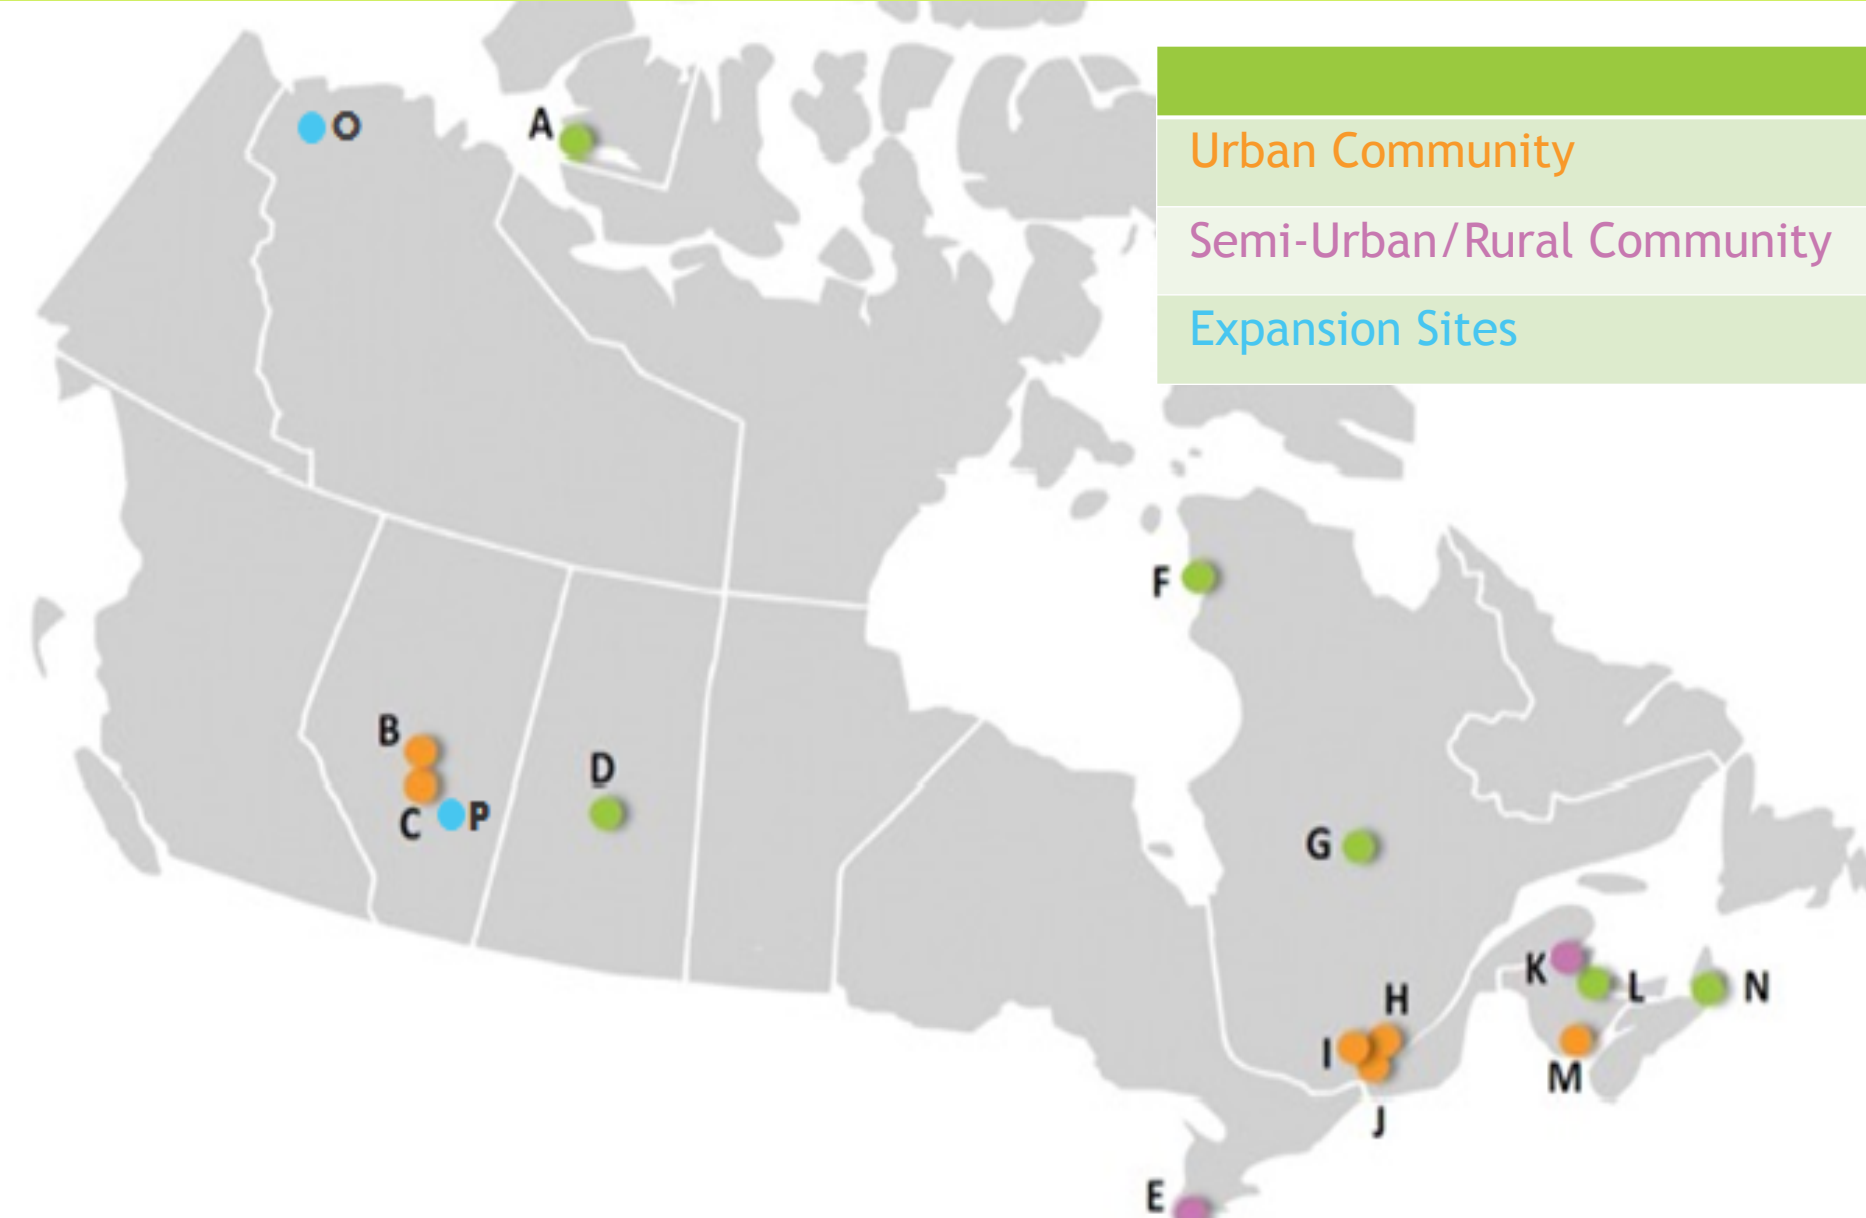 O
A
Urban Community
Semi-Urban/Rural Community
Expansion Sites
F
B
D
C
P
G
K
L
N
H
I
M
J
E